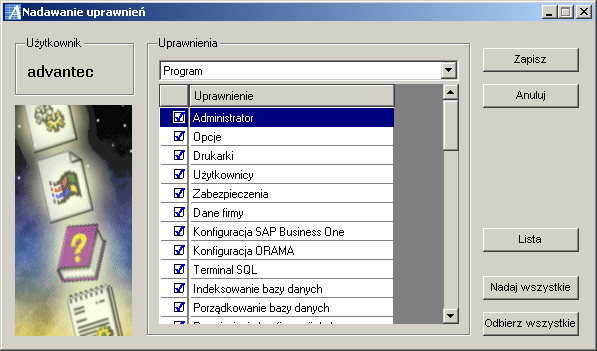 Nadawanie uprawnień
Użytkownik
advantec
Uprawnienia
Program
Uprawnienie
Administrator
Opcje
Drukarki
Użytkownicy
Zabezpieczenia
Dane firmy
Konfiguracja SAP Business One
Konfiguracja ORAMA
Terminal SQL
Indeksowanie bazy danych
Porządkowanie bazy danych
Zapisz
Anuluj
Lista
Nadaj wszystkie
Odbierz wszystkie